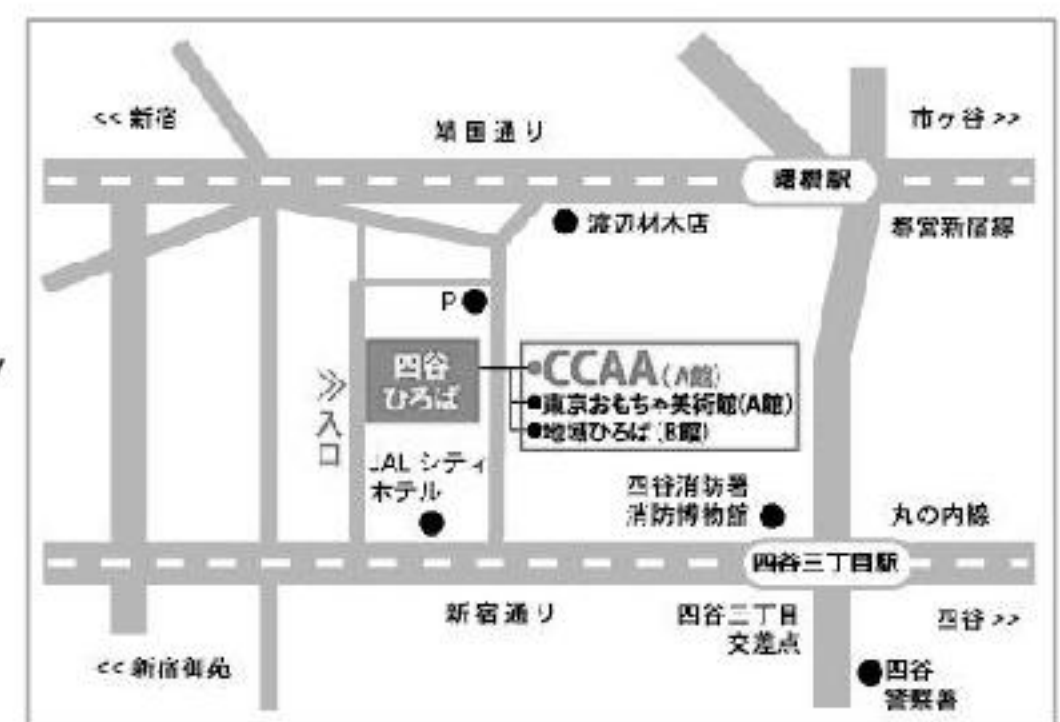 << 新宿
靖国通り
市ヶ谷 >>
曙橋駅
渡辺材木店
都営新宿線
P
四谷
ひろば
CCAA(A館)
東京おもちゃ美術館(A館)
地域ひろば(B館)
>>入口
JAL シティ
ホテル
四谷消防署
消防博物館
丸の内線
四谷三丁目駅
新宿通り
四谷三丁目
交差点
四谷 >>
<< 新宿御苑
四谷
警察署